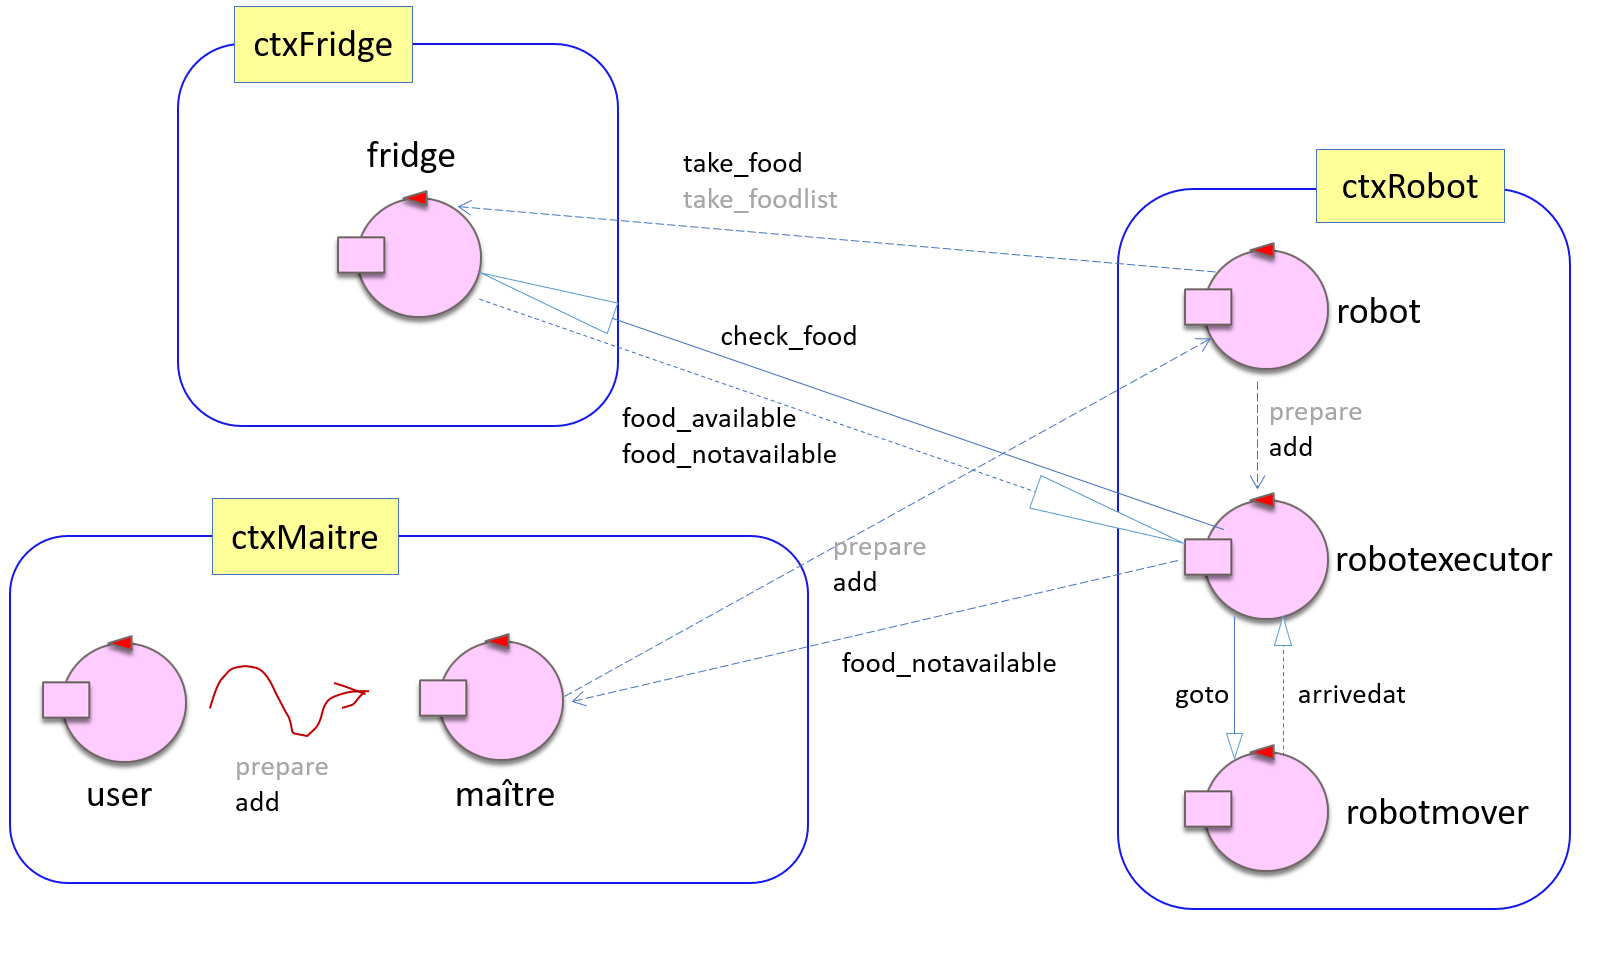 ctxFridge
fridge
take_food
take_foodlist
ctxRobot
robot
check_food
food_available
food_notavailable
prepare
add
robotexecutor
ctxMaitre
prepare
add
food_notavailable
goto
arrivedat
prepare
add
user
maître
robotmover